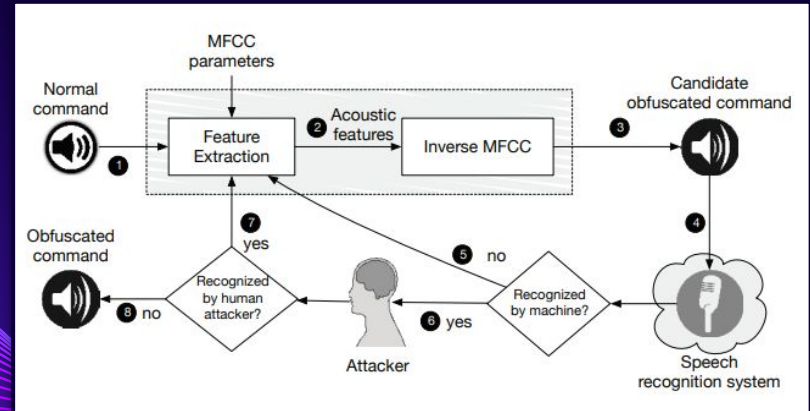 MFCC
parameters
Normal
command
Candidate
obfuscated command
1
Feature
Extraction
2
Acoustic
features
Inverse MFCC
3
4
7
yes
5
no
Obfuscated
command
Recognized
by human
attacker?
8 no
6 yes
Recognized
by machine?
Attacker
Speech
recognition system